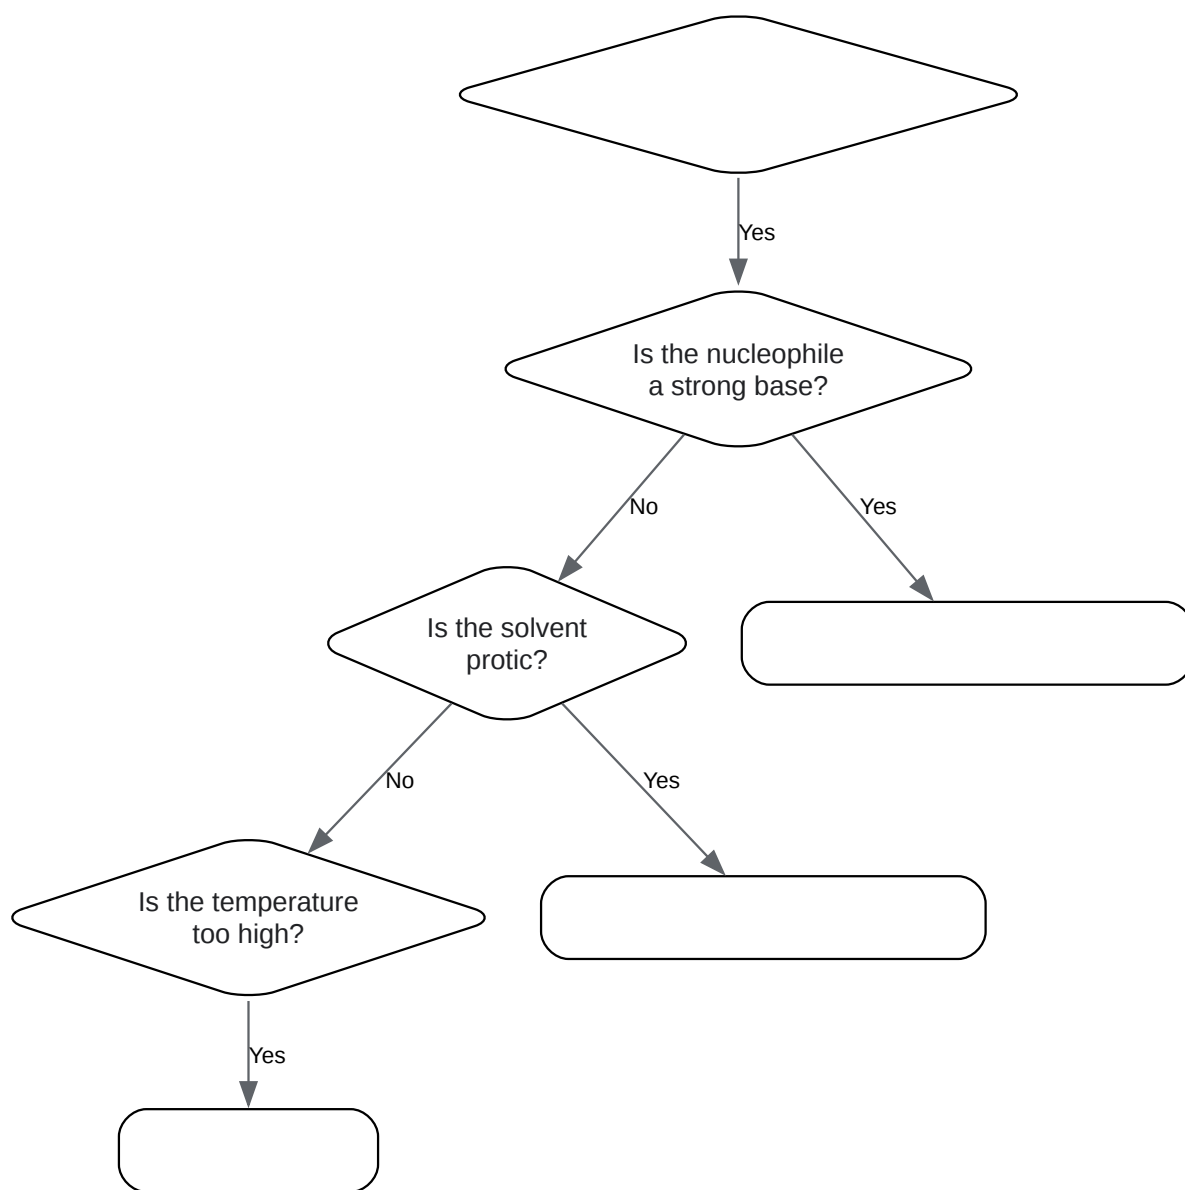 Yes
Is the nucleophile
a strong base?
No
Yes
Is the solvent
protic?
No
Yes
Is the temperature
too high?
Yes